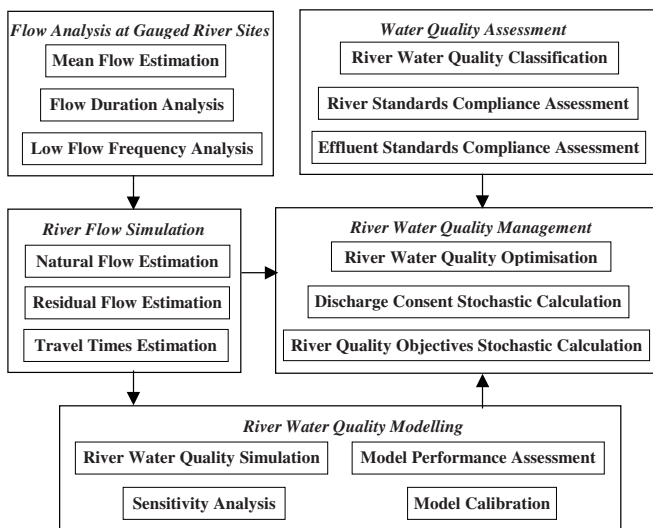 Flow Analysis at Gauged River Sites
Mean Flow Estimation
Flow Duration Analysis
Low Flow Frequency Analysis
Water Quality Assessment
River Water Quality Classification
River Standards Compliance Assessment
Effluent Standards Compliance Assessment
River Flow Simulation
Natural Flow Estimation
Residual Flow Estimation
Travel Times Estimation
River Water Quality Management
River Water Quality Optimisation
Discharge Consent Stochastic Calculation
River Quality Objectives Stochastic Calculation
River Water Quality Modelling
River Water Quality Simulation
Model Performance Assessment
Sensitivity Analysis
Model Calibration